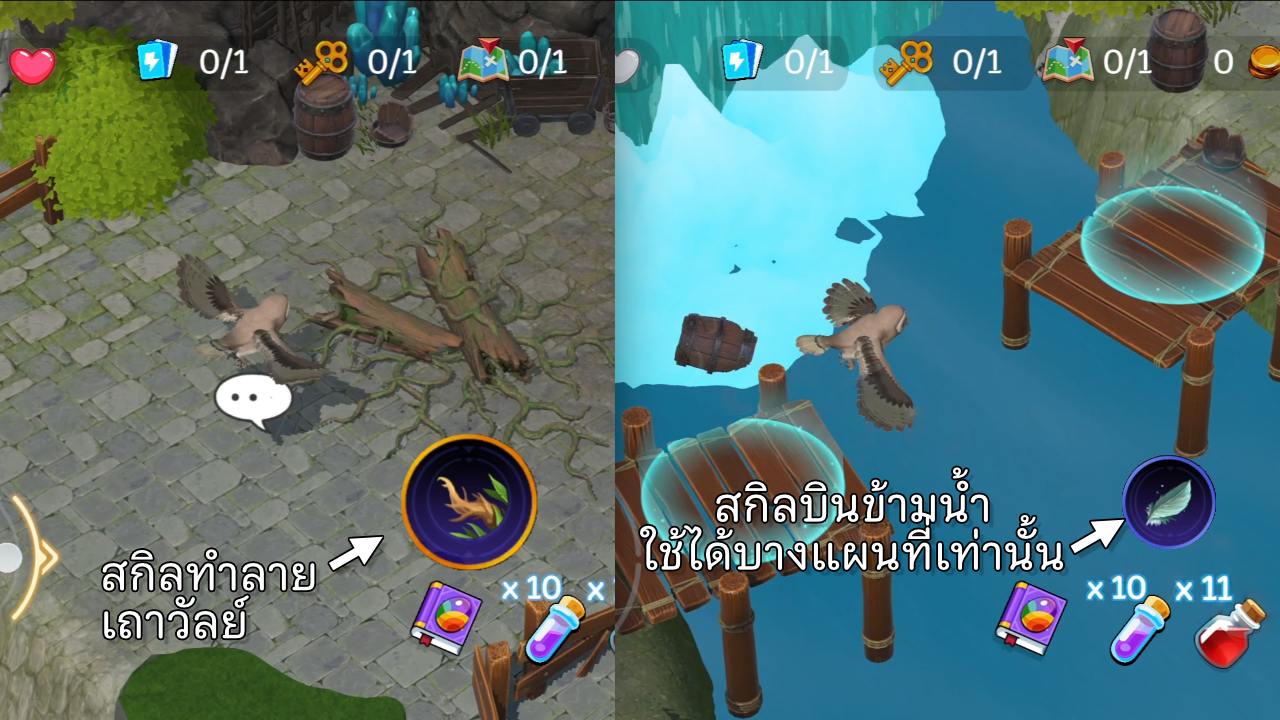 0/1 0/1 0/1
0/1 0/1 0/1 0
สกิลทำลาย
เถาวัลย์
x 10 x
สกิลบินข้ามน้ำ
ใช้ได้บางแผนที่เท่านั้น
x 10 x 11